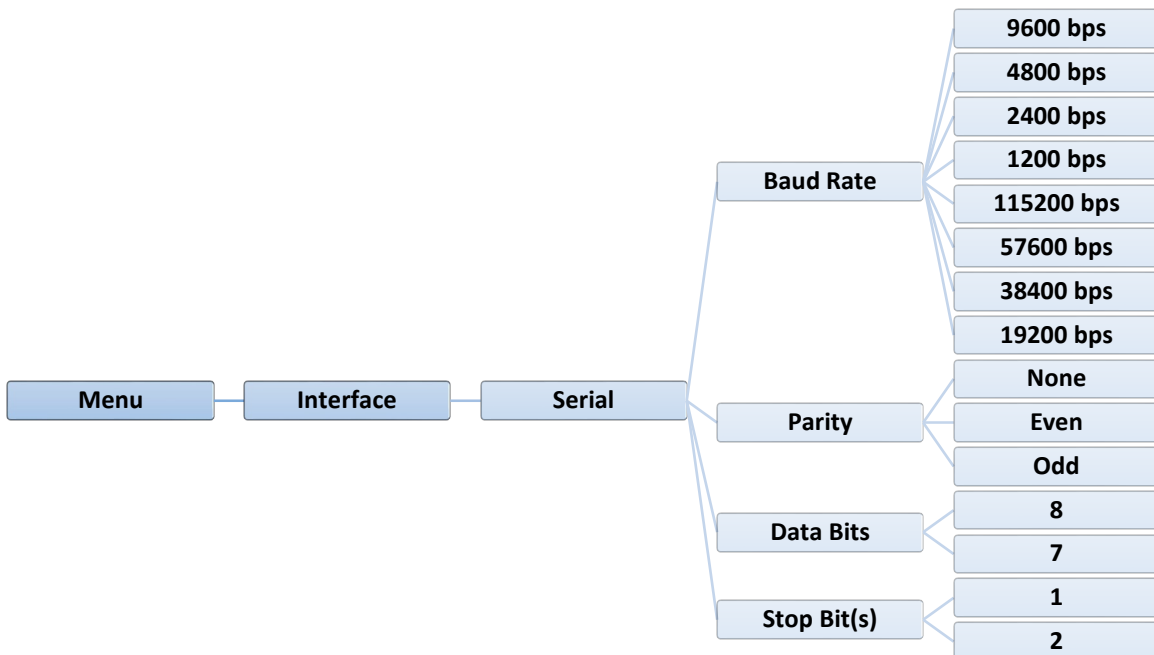 Menu
Interface
Serial
Baud Rate
9600 bps
4800 bps
2400 bps
1200 bps
115200 bps
57600 bps
38400 bps
19200 bps
Parity
None
Even
Odd
Data Bits
8
7
Stop Bit(s)
1
2